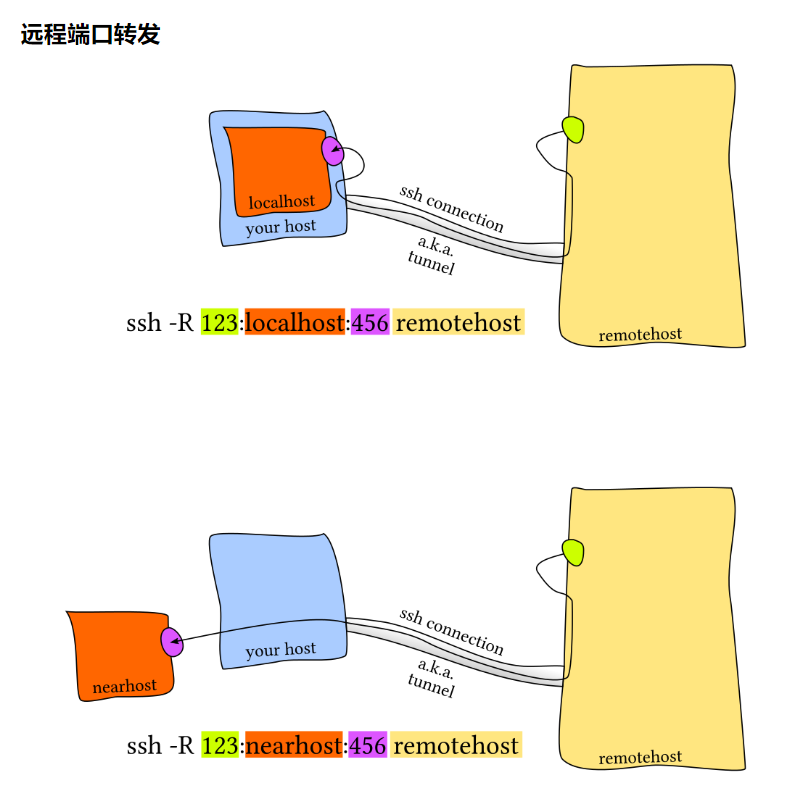 远程端口转发
localhost
your host
ssh connection
a.k.a.
tunnel
remotehost
ssh -R 123:localhost:456 remotehost
nearhost
your host
ssh connection
a.k.a.
tunnel
remotehost
ssh -R 123:nearhost:456 remotehost